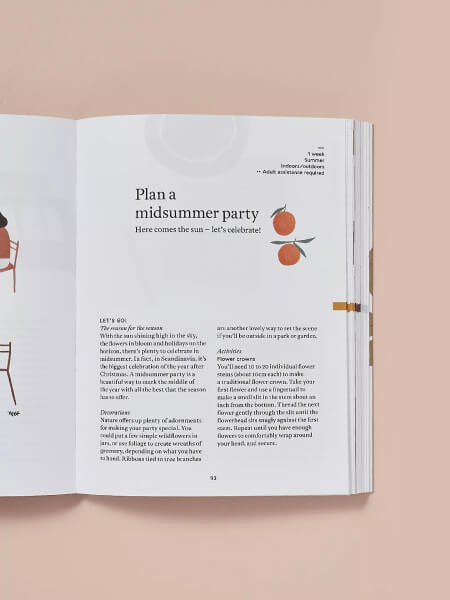 1 week
Summer
Indoors/outdoors
•• Adult assistance required
Plan a
midsummer party
Here comes the sun – let's celebrate!
LET'S GO!
The reason for the season
With the sun shining high in the sky,
the flowers in bloom and holidays on the
horizon, there's plenty to celebrate in
midsummer. In fact, in Scandinavia, it's
the biggest celebration of the year after
Christmas. A midsummer party is a
beautiful way to mark the middle of
the year with all the best that the season
has to offer.
Decorations
Nature offers up plenty of adornments
for making your party special. You
could put a few simple wildflowers in
jars, or use foliage to create wreaths of
greenery, depending on what you have
to hand. Ribbons tied to tree branches
are another lovely way to set the scene
if you'll be outside in a park or garden.
Activities
Flower crowns
You'll need 10 to 20 individual flower
stems (about 10cm each) to make
a traditional flower crown. Take your
first flower and use a fingernail to
make a small slit in the stem about an
inch from the bottom. Thread the next
flower gently through the slit until the
flowerhead sits snugly against the first
stem. Repeat until you have enough
flowers to comfortably wrap around
your head, and secure.
93